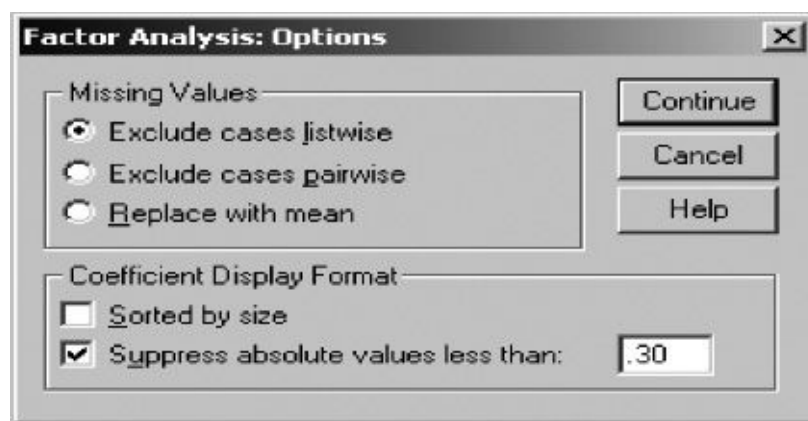 Factor Analysis: Options
Missing Values
Exclude cases listwise
Exclude cases pairwise
Replace with mean
Continue
Cancel
Help
Coefficient Display Format
Sorted by size
Suppress absolute values less than: .30